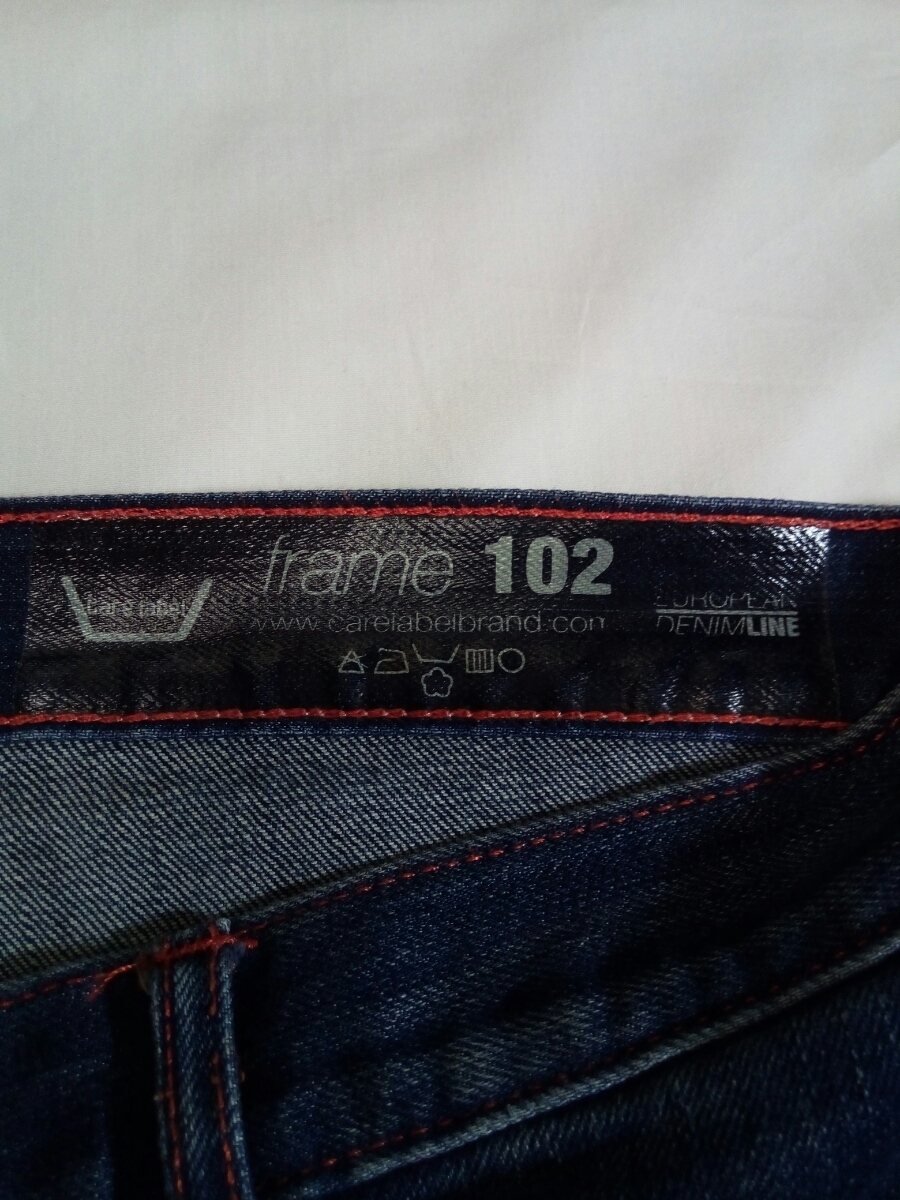 frame 102
Care label
www.carelabelbrand.com
EUROPEAN
DENIMLINE